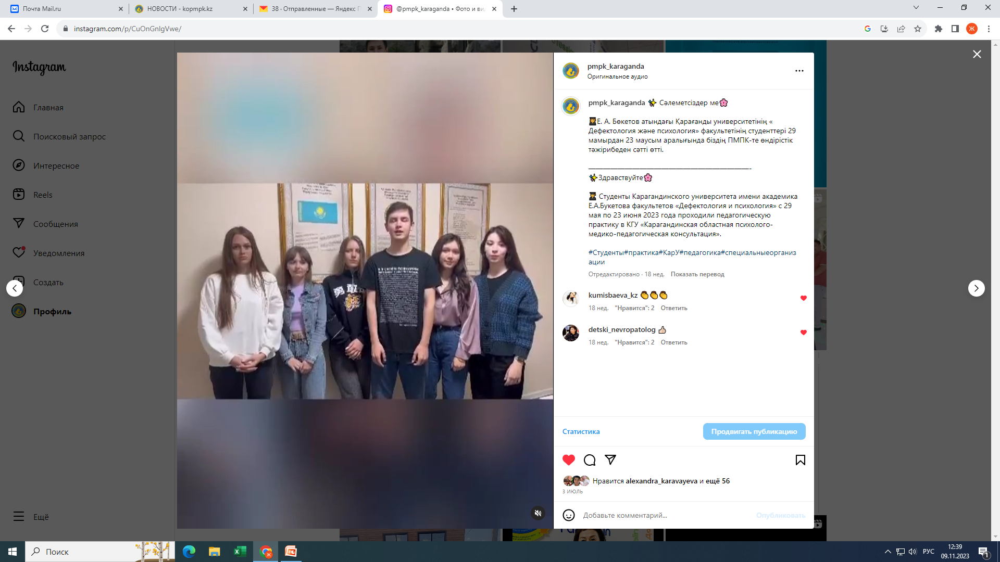 Почта Mail.ru
НОВОСТИ - kopmpk.kz
38 · Отправленные — Яндекс П
@pmpk_karaganda • Фото и ви
instagram.com/p/CuOnGnIgVwe/
Ж
Instagram
Главная
Поисковый запрос
Интересное
Reels
Сообщения
Уведомления
Создать
Профиль
Ещё
pmpk_karaganda
Оригинальное аудио
pmpk_karaganda ✨ Сәлеметсіздер ме🌸
👩‍🎓Е. А. Бөкетов атындағы Қарағанды университетінің «
Дефектология және психология» факультетінің студенттері 29
мамырдан 23 маусым аралығында біздің ПМПК-те өндірістік
тәжірибеден сәтті өтті.
———————————————————————-
✨Здравствуйте🌸
👩‍🎓 Студенты Карагандинского университета имени академика
Е.А.Букетова факультетов «Дефектология и психология» с 29
мая по 23 июня 2023 года проходили педагогическую
практику в КГУ «Карагандинская областная психолого-
медико-педагогическая консультация».
#Студенты#практика#КарУ#педагогика#специальныеорганиз
ации
Отредактировано · 18 нед. Показать перевод
kumisbaeva_kz 👏👏👏
18 нед. "Нравится": 2 Ответить
detski_nevropatolog 👍🏻
18 нед. "Нравится": 2 Ответить
Статистика
Продвигать публикацию
Нравится alexandra_karavayeva и ещё 56
3 ИЮЛЬ
Добавьте комментарий...
Опубликовать
Поиск
РУС
12:39
09.11.2023
1